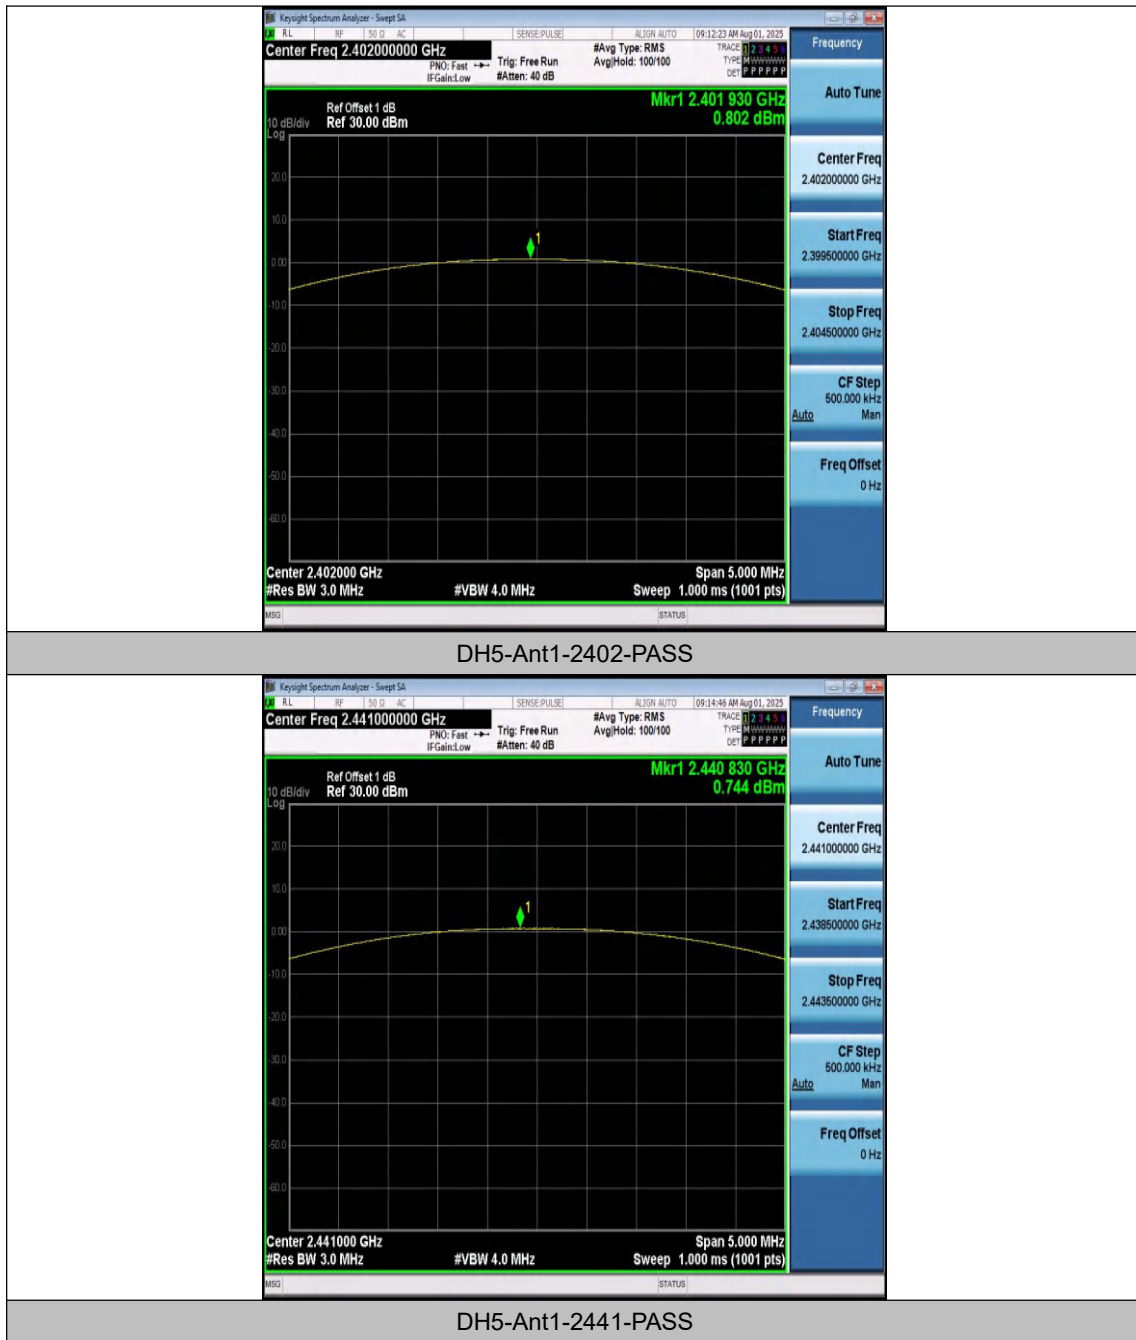 Keysight Spectrum Analyzer - Swept SA
RL RF 50 Ω AC SENSE:PULSE ALIGN AUTO 09:12:23 AM Aug 01, 2025
Center Freq 2.402000000 GHz
PNO: Fast
IFGain:Low
Trig: Free Run
#Atten: 40 dB
#Avg Type: RMS
Avg|Hold: 100/100
TRACE 1 2 3 4 5 6
TYPE M WWWWW
DET P P P P P P
Frequency
Auto Tune
Center Freq
2.402000000 GHz
Start Freq
2.399500000 GHz
Stop Freq
2.404500000 GHz
CF Step
500.000 kHz
Auto Man
Freq Offset
0 Hz
Mkr1 2.401 930 GHz
0.802 dBm
Ref Offset 1 dB
10 dB/div Ref 30.00 dBm
Log
20.0
10.0
0.00
-10.0
-20.0
-30.0
-40.0
-50.0
-60.0
1
Center 2.402000 GHz Span 5.000 MHz
#Res BW 3.0 MHz #VBW 4.0 MHz Sweep 1.000 ms (1001 pts)
MSG STATUS
DH5-Ant1-2402-PASS
Keysight Spectrum Analyzer - Swept SA
RL RF 50 Ω AC SENSE:PULSE ALIGN AUTO 09:14:46 AM Aug 01, 2025
Center Freq 2.441000000 GHz
PNO: Fast
IFGain:Low
Trig: Free Run
#Atten: 40 dB
#Avg Type: RMS
Avg|Hold: 100/100
TRACE 1 2 3 4 5 6
TYPE M WWWWW
DET P P P P P P
Frequency
Auto Tune
Center Freq
2.441000000 GHz
Start Freq
2.438500000 GHz
Stop Freq
2.443500000 GHz
CF Step
500.000 kHz
Auto Man
Freq Offset
0 Hz
Mkr1 2.440 830 GHz
0.744 dBm
Ref Offset 1 dB
10 dB/div Ref 30.00 dBm
Log
20.0
10.0
0.00
-10.0
-20.0
-30.0
-40.0
-50.0
-60.0
1
Center 2.441000 GHz Span 5.000 MHz
#Res BW 3.0 MHz #VBW 4.0 MHz Sweep 1.000 ms (1001 pts)
MSG STATUS
DH5-Ant1-2441-PASS